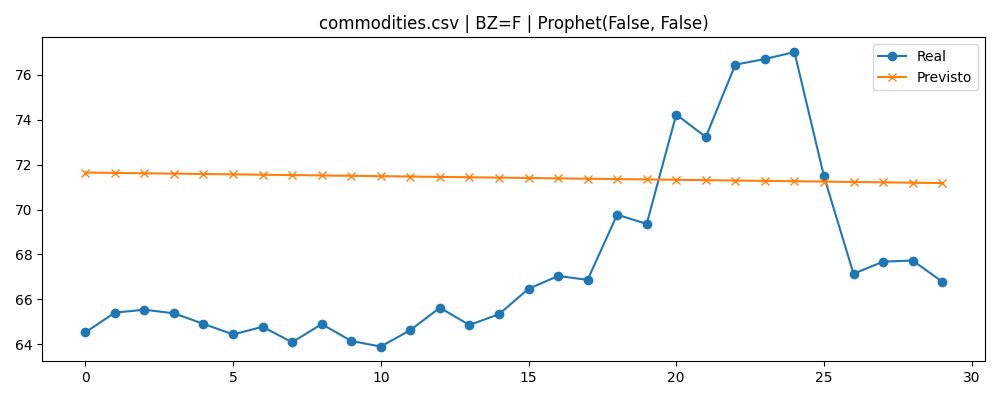 commodities.csv | BZ=F | Prophet(False, False)
Real
Previsto
76
74
72
70
68
66
64
0 5 10 15 20 25 30